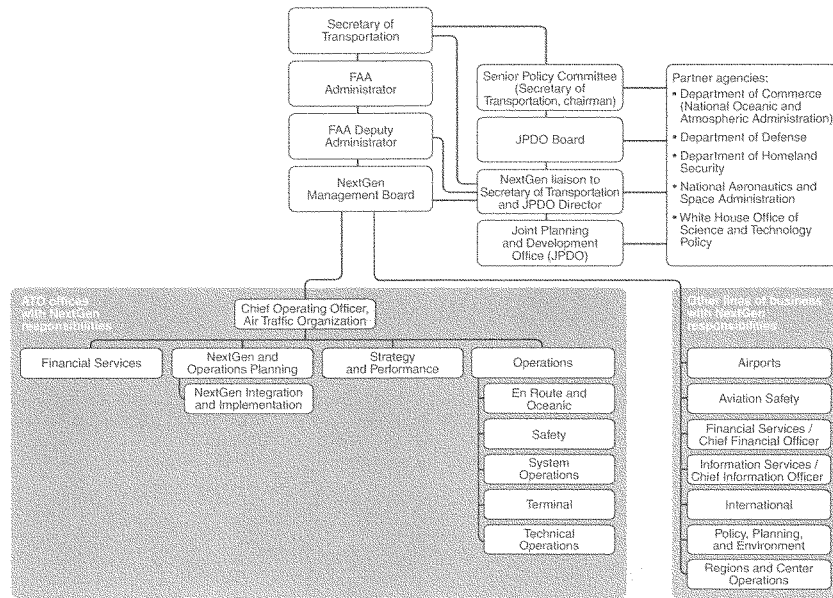 Secretary of
Transportation
FAA
Administrator
FAA Deputy
Administrator
NextGen
Management Board
Senior Policy Committee
(Secretary of
Transportation, chairman)
JPDO Board
NextGen liaison to
Secretary of Transportation
and JPDO Director
Joint Planning
and Development
Office (JPDO)
Partner agencies:
• Department of Commerce
(National Oceanic and
Atmospheric Administration)
• Department of Defense
• Department of Homeland
Security
• National Aeronautics and
Space Administration
• White House Office of
Science and Technology
Policy
ATO offices
with NextGen
responsibilities
Chief Operating Officer,
Air Traffic Organization
Financial Services
NextGen and
Operations Planning
NextGen Integration
and Implementation
Strategy
and Performance
Operations
En Route and
Oceanic
Safety
System
Operations
Terminal
Technical
Operations
Other lines of business
with NextGen
responsibilities
Airports
Aviation Safety
Financial Services /
Chief Financial Officer
Information Services /
Chief Information Officer
International
Policy, Planning,
and Environment
Regions and Center
Operations